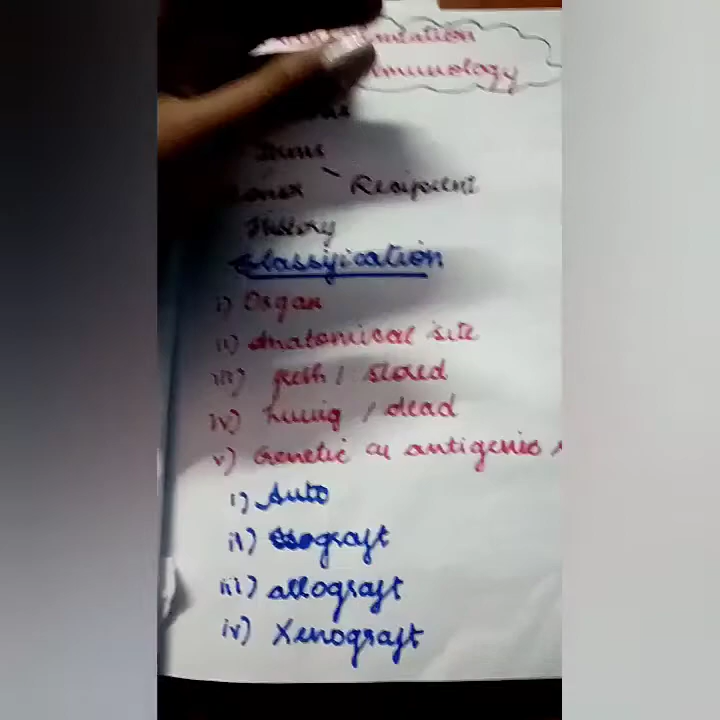 Recipient
History
Classification
i) Organ
ii) Anatomical site
iii) fresh / stored
iv) living / dead
v) Genetic or antigenic
i) Auto
ii) Isograft
iii) allograft
iv) Xenograft